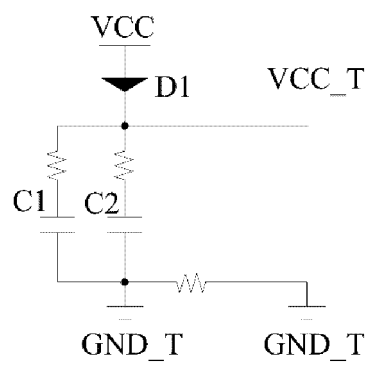 VCC
D1
VCC_T
C1
C2
GND_T
GND_T